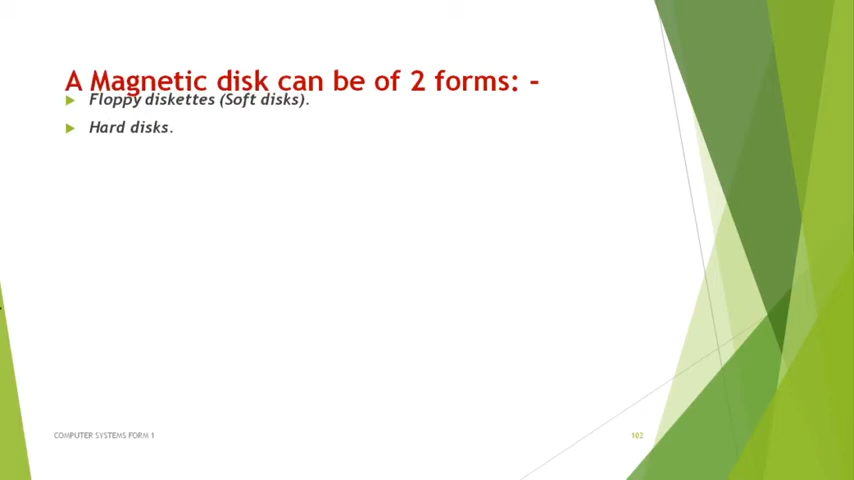 A Magnetic disk can be of 2 forms: -
Floppy diskettes (Soft disks).
Hard disks.
COMPUTER SYSTEMS FORM 1
102